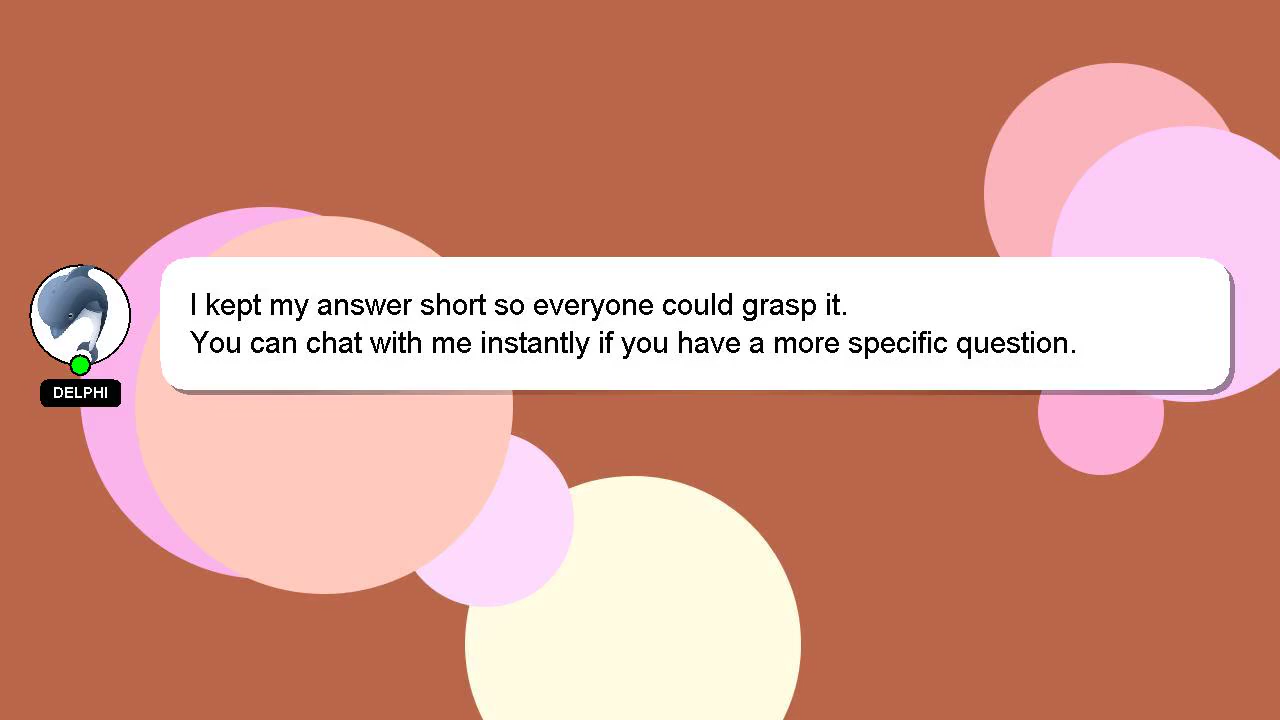 I kept my answer short so everyone could grasp it.
You can chat with me instantly if you have a more specific question.
DELPHI